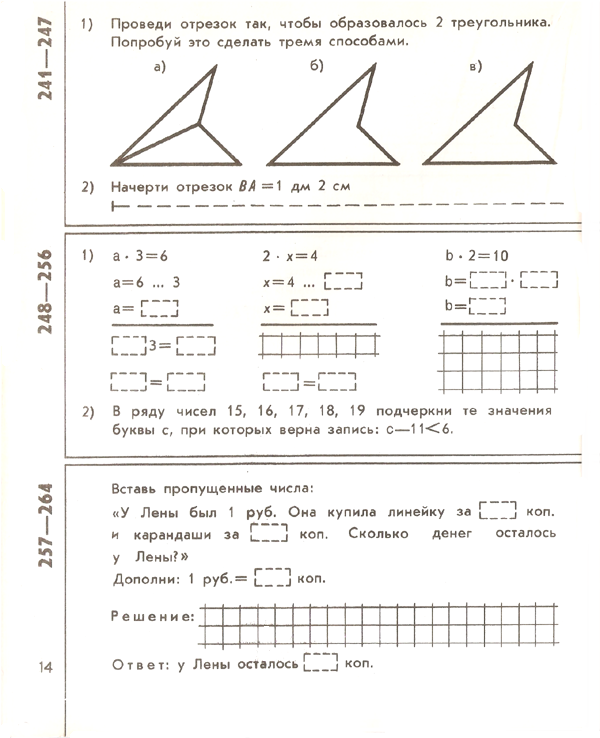 241—247
1) Проведи отрезок так, чтобы образовалось 2 треугольника.
Попробуй это сделать тремя способами.
а) б) в)
2) Начерти отрезок BA = 1 дм 2 см
248—256
1) a · 3=6 2 · x=4 b · 2=10
a=6 ... 3 x=4 ... b= ·
a= x= b=
3=
= =
2) В ряду чисел 15, 16, 17, 18, 19 подчеркни те значения
буквы с, при которых верна запись: с—11<6.
257—264
Вставь пропущенные числа:
«У Лены был 1 руб. Она купила линейку за коп.
и карандаши за коп. Сколько денег осталось
у Лены?»
Дополни: 1 руб.= коп.
Решение:
14
Ответ: у Лены осталось коп.